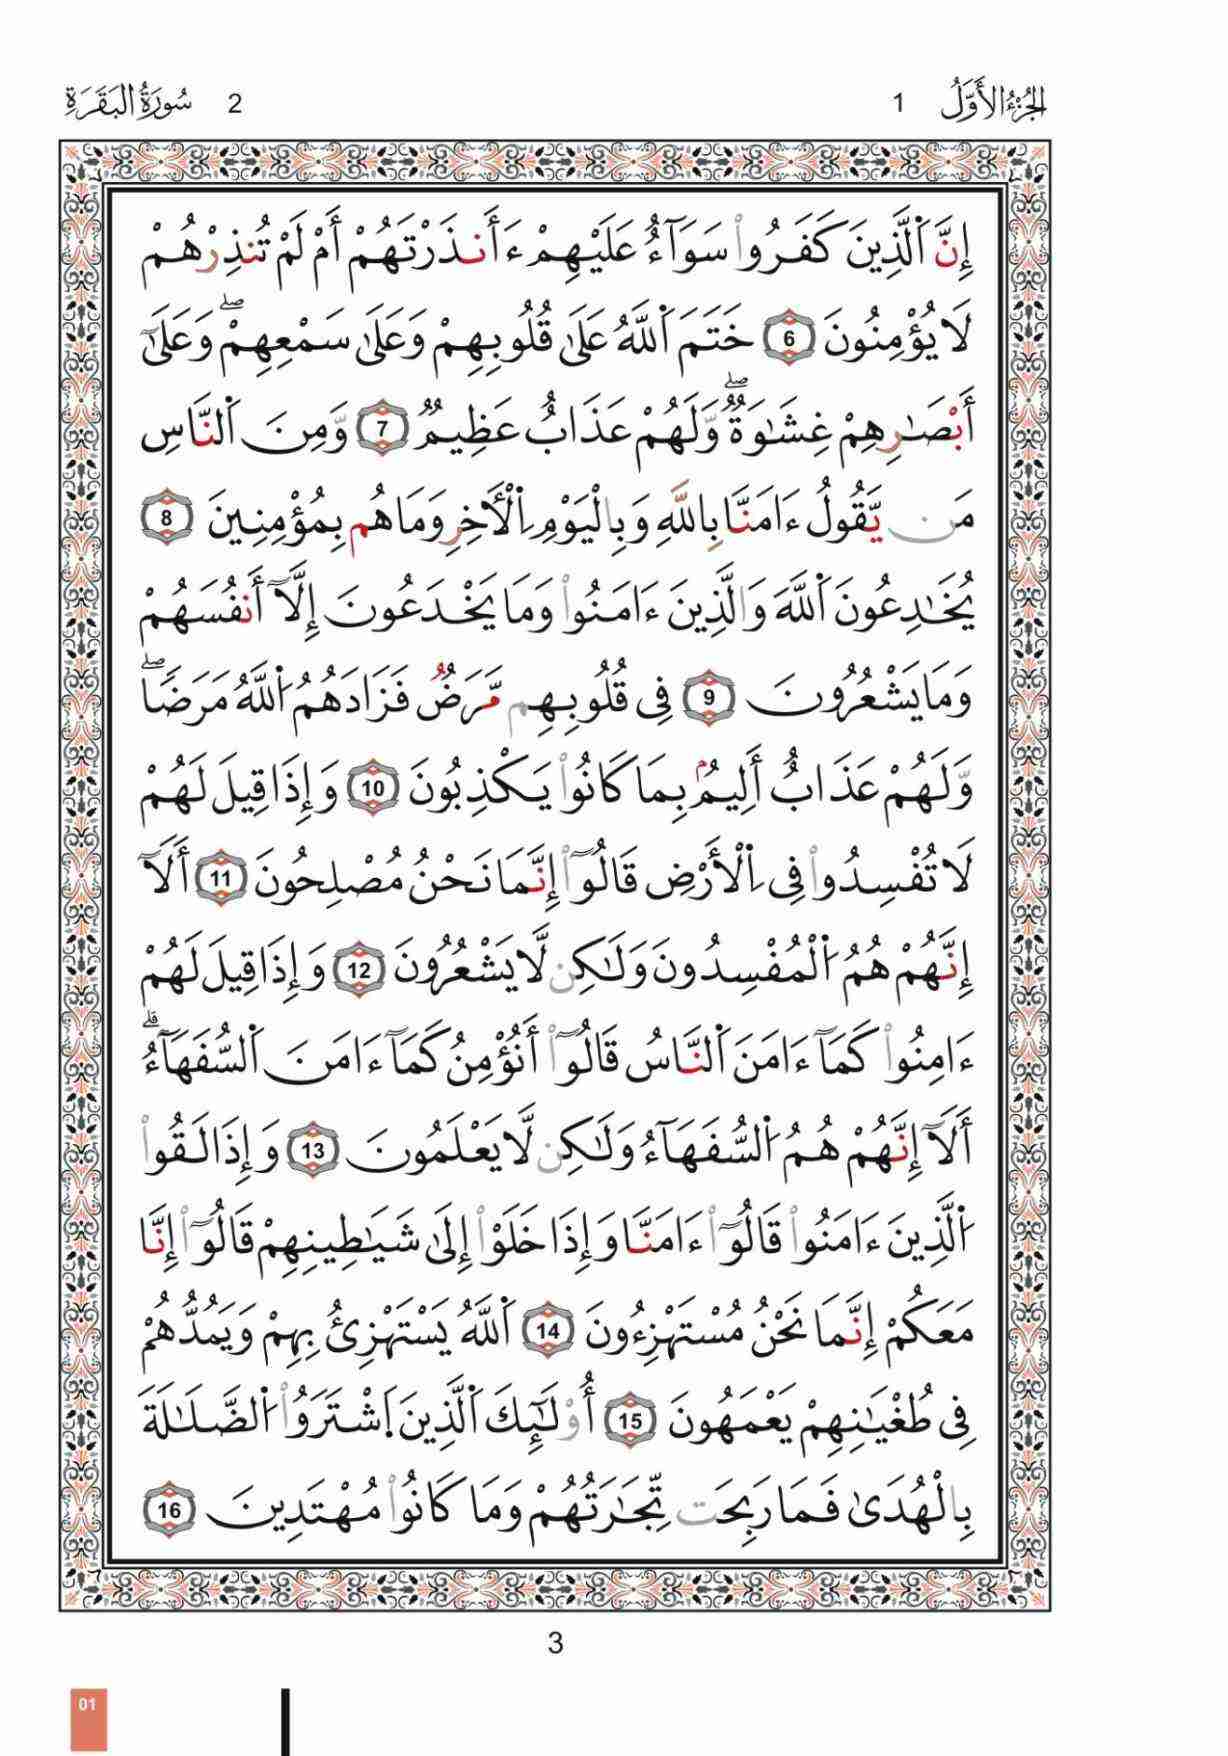 الجُزْءُ الأَوَّلُ 1
2 سُورَةُ البَقَرَةِ
إِنَّ ٱلَّذِينَ كَفَرُوا۟ سَوَآءٌ عَلَيْهِمْ ءَأَنذَرْتَهُمْ أَمْ لَمْ تُنذِرْهُمْ
لَا يُؤْمِنُونَ 6 خَتَمَ ٱللَّهُ عَلَىٰ قُلُوبِهِمْ وَعَلَىٰ سَمْعِهِمْ ۖ وَعَلَىٰٓ
أَبْصَـٰرِهِمْ غِشَـٰوَةٌ ۖ وَّلَهُمْ عَذَابٌ عَظِيمٌ 7 وَّمِنَ ٱلنَّاسِ
مَن يَّقُولُ ءَامَنَّا بِٱللَّهِ وَبِٱلْيَوْمِ ٱلْأَخِرِ وَمَا هُم بِمُؤْمِنِينَ 8
يُخَـٰدِعُونَ ٱللَّهَ وَٱلَّذِينَ ءَامَنُوا۟ وَمَا يَخْدَعُونَ إِلَّآ أَنفُسَهُمْ
وَمَا يَشْعُرُونَ 9 فِى قُلُوبِهِم مَّرَضٌ فَزَادَهُمُ ٱللَّهُ مَرَضًا ۖ
وَّلَهُمْ عَذَابٌ أَلِيمٌۢ بِمَا كَانُوا۟ يَكْذِبُونَ 10 وَإِذَا قِيلَ لَهُمْ
لَا تُفْسِدُوا۟ فِى ٱلْأَرْضِ قَالُوٓا۟ إِنَّمَا نَحْنُ مُصْلِحُونَ 11 أَلَآ
إِنَّهُمْ هُمُ ٱلْمُفْسِدُونَ وَلَـٰكِن لَّا يَشْعُرُونَ 12 وَإِذَا قِيلَ لَهُمْ
ءَامِنُوا۟ كَمَآ ءَامَنَ ٱلنَّاسُ قَالُوٓا۟ أَنُؤْمِنُ كَمَآ ءَامَنَ ٱلسُّفَهَآءُ ۗ
أَلَآ إِنَّهُمْ هُمُ ٱلسُّفَهَآءُ وَلَـٰكِن لَّا يَعْلَمُونَ 13 وَإِذَا لَقُوا۟
ٱلَّذِينَ ءَامَنُوا۟ قَالُوٓا۟ ءَامَنَّا وَإِذَا خَلَوْا۟ إِلَىٰ شَيَـٰطِينِهِمْ قَالُوٓا۟ إِنَّا
مَعَكُمْ إِنَّمَا نَحْنُ مُسْتَهْزِءُونَ 14 ٱللَّهُ يَسْتَهْزِئُ بِهِمْ وَيَمُدُّهُمْ
فِى طُغْيَـٰنِهِمْ يَعْمَهُونَ 15 أُو۟لَـٰٓئِكَ ٱلَّذِينَ ٱشْتَرَوُا۟ ٱلضَّلَـٰلَةَ
بِٱلْهُدَىٰ فَمَا رَبِحَت تِّجَـٰرَتُهُمْ وَمَا كَانُوا۟ مُهْتَدِينَ 16
3
01